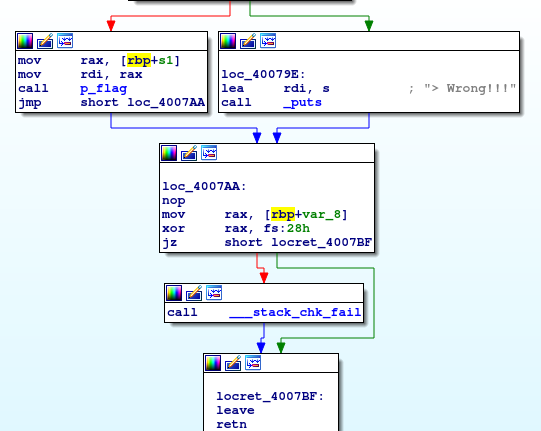 mov     rax, [rbp+s1]
mov     rdi, rax
call    p_flag
jmp     short loc_4007AA
loc_40079E:
lea     rdi, s          ; "> Wrong!!!"
call    _puts
loc_4007AA:
nop
mov     rax, [rbp+var_8]
xor     rax, fs:28h
jz      short locret_4007BF
call    ___stack_chk_fail
locret_4007BF:
leave
retn